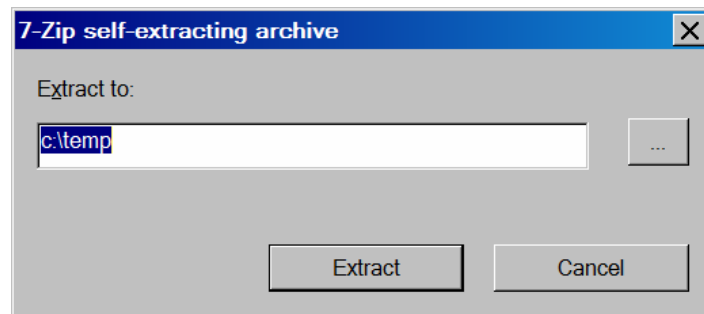 7-Zip self-extracting archive
Extract to:
c:\temp
...
Extract
Cancel